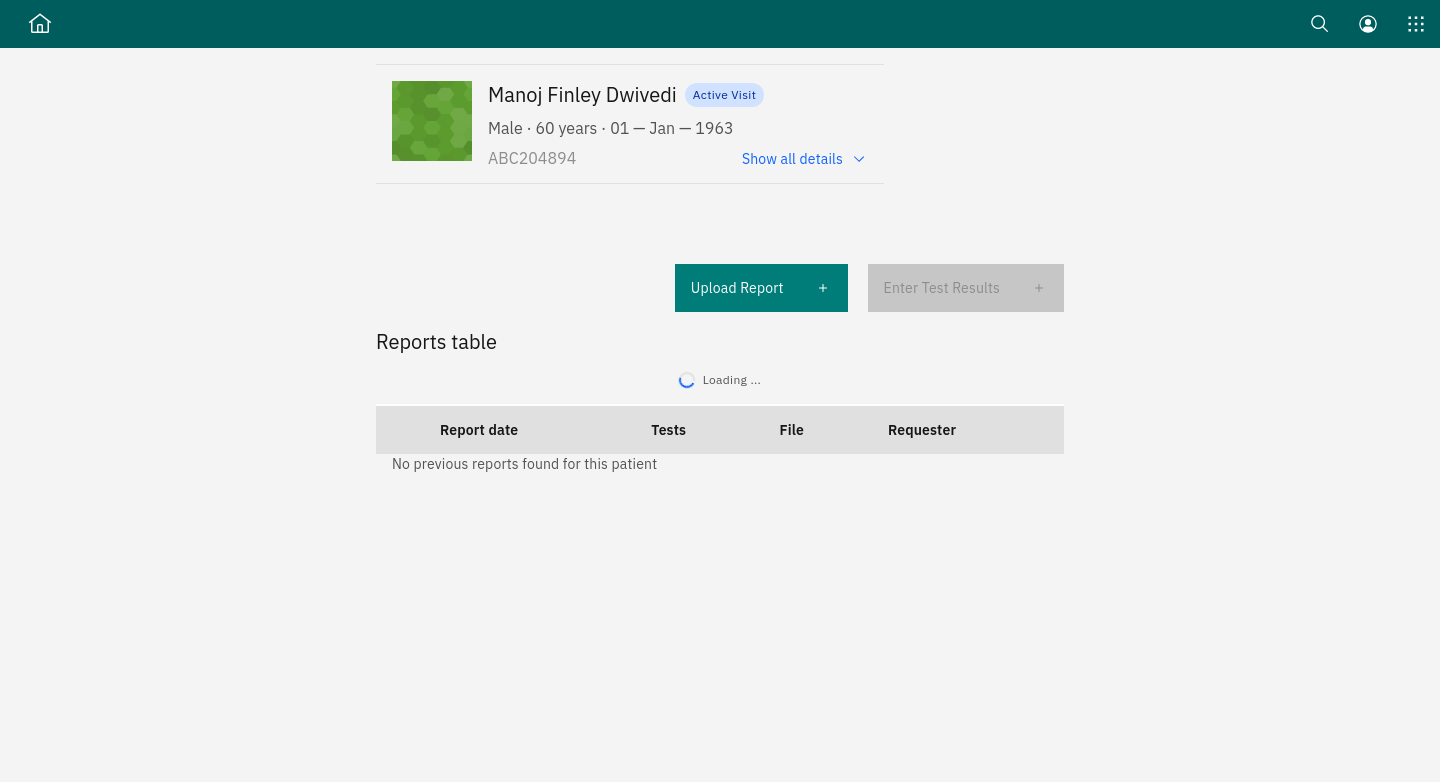 Manoj Finley Dwivedi Active Visit
Male · 60 years · 01 — Jan — 1963
ABC204894 Show all details
Upload Report + Enter Test Results +
Reports table
Loading ...
Report date Tests File Requester
No previous reports found for this patient